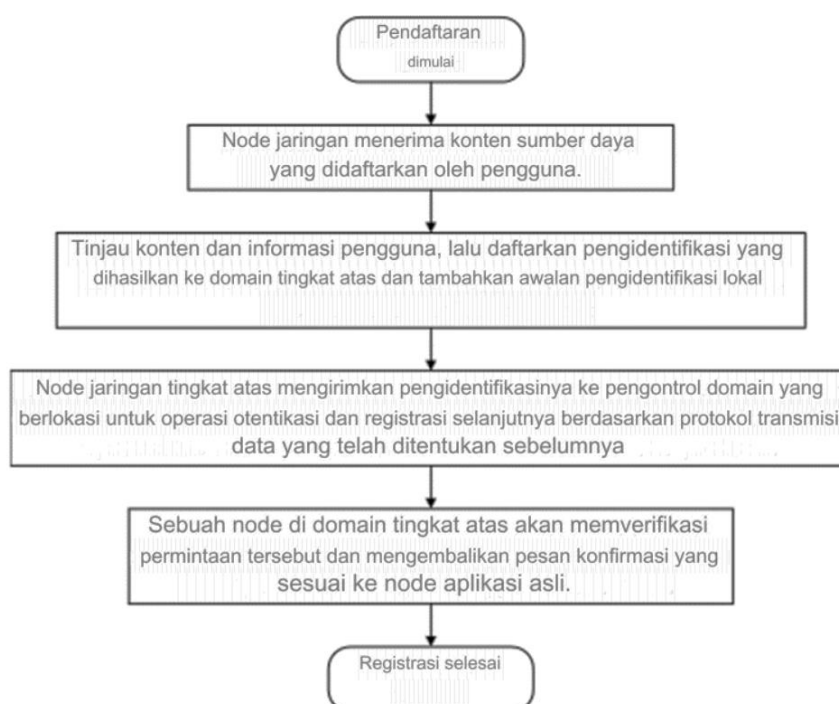 Pendaftaran
dimulai
Node jaringan menerima konten sumber daya
yang didaftarkan oleh pengguna.
Tinjau konten dan informasi pengguna, lalu daftarkan pengidentifikasi yang
dihasilkan ke domain tingkat atas dan tambahkan awalan pengidentifikasi lokal
Node jaringan tingkat atas mengirimkan pengidentifikasinya ke pengontrol domain yang
berlokasi untuk operasi otentikasi dan registrasi selanjutnya berdasarkan protokol transmisi
data yang telah ditentukan sebelumnya
Sebuah node di domain tingkat atas akan memverifikasi
permintaan tersebut dan mengembalikan pesan konfirmasi yang
sesuai ke node aplikasi asli.
Registrasi selesai